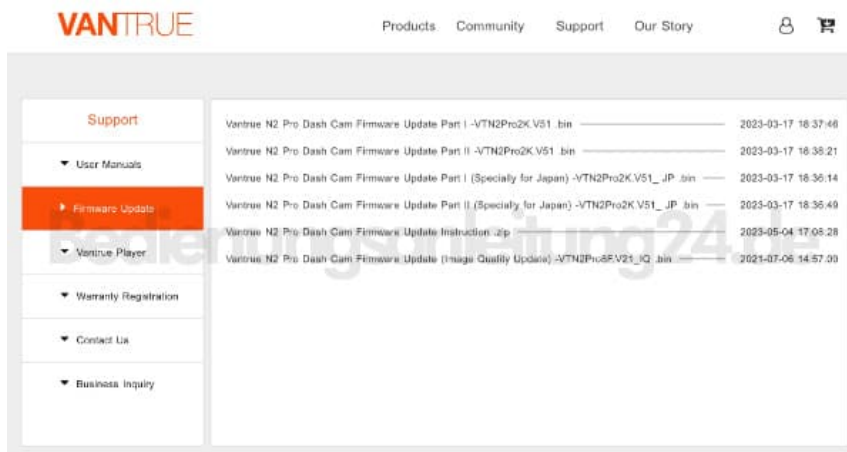 VANTRUE
Products Community Support Our Story
Support
User Manuals
Firmware Update
Vantrue Player
Warranty Registration
Contact Us
Business Inquiry
Vantrue N2 Pro Dash Cam Firmware Update Part I -VTN2Pro2K.V51 .bin 2023-03-17 18:37:46
Vantrue N2 Pro Dash Cam Firmware Update Part II -VTN2Pro2K.V51 .bin 2023-03-17 18:38:21
Vantrue N2 Pro Dash Cam Firmware Update Part I (Specially for Japan) -VTN2Pro2K.V51_ JP .bin 2023-03-17 18:36:14
Vantrue N2 Pro Dash Cam Firmware Update Part II (Specially for Japan) -VTN2Pro2K.V51_ JP .bin 2023-03-17 18:36:49
Vantrue N2 Pro Dash Cam Firmware Update Instruction .zip 2023-05-04 17:08:28
Vantrue N2 Pro Dash Cam Firmware Update (Image Quality Update) -VTN2Pro8F.V21_IQ .bin 2021-07-06 14:57:00
Bedienungsanleitung24.de